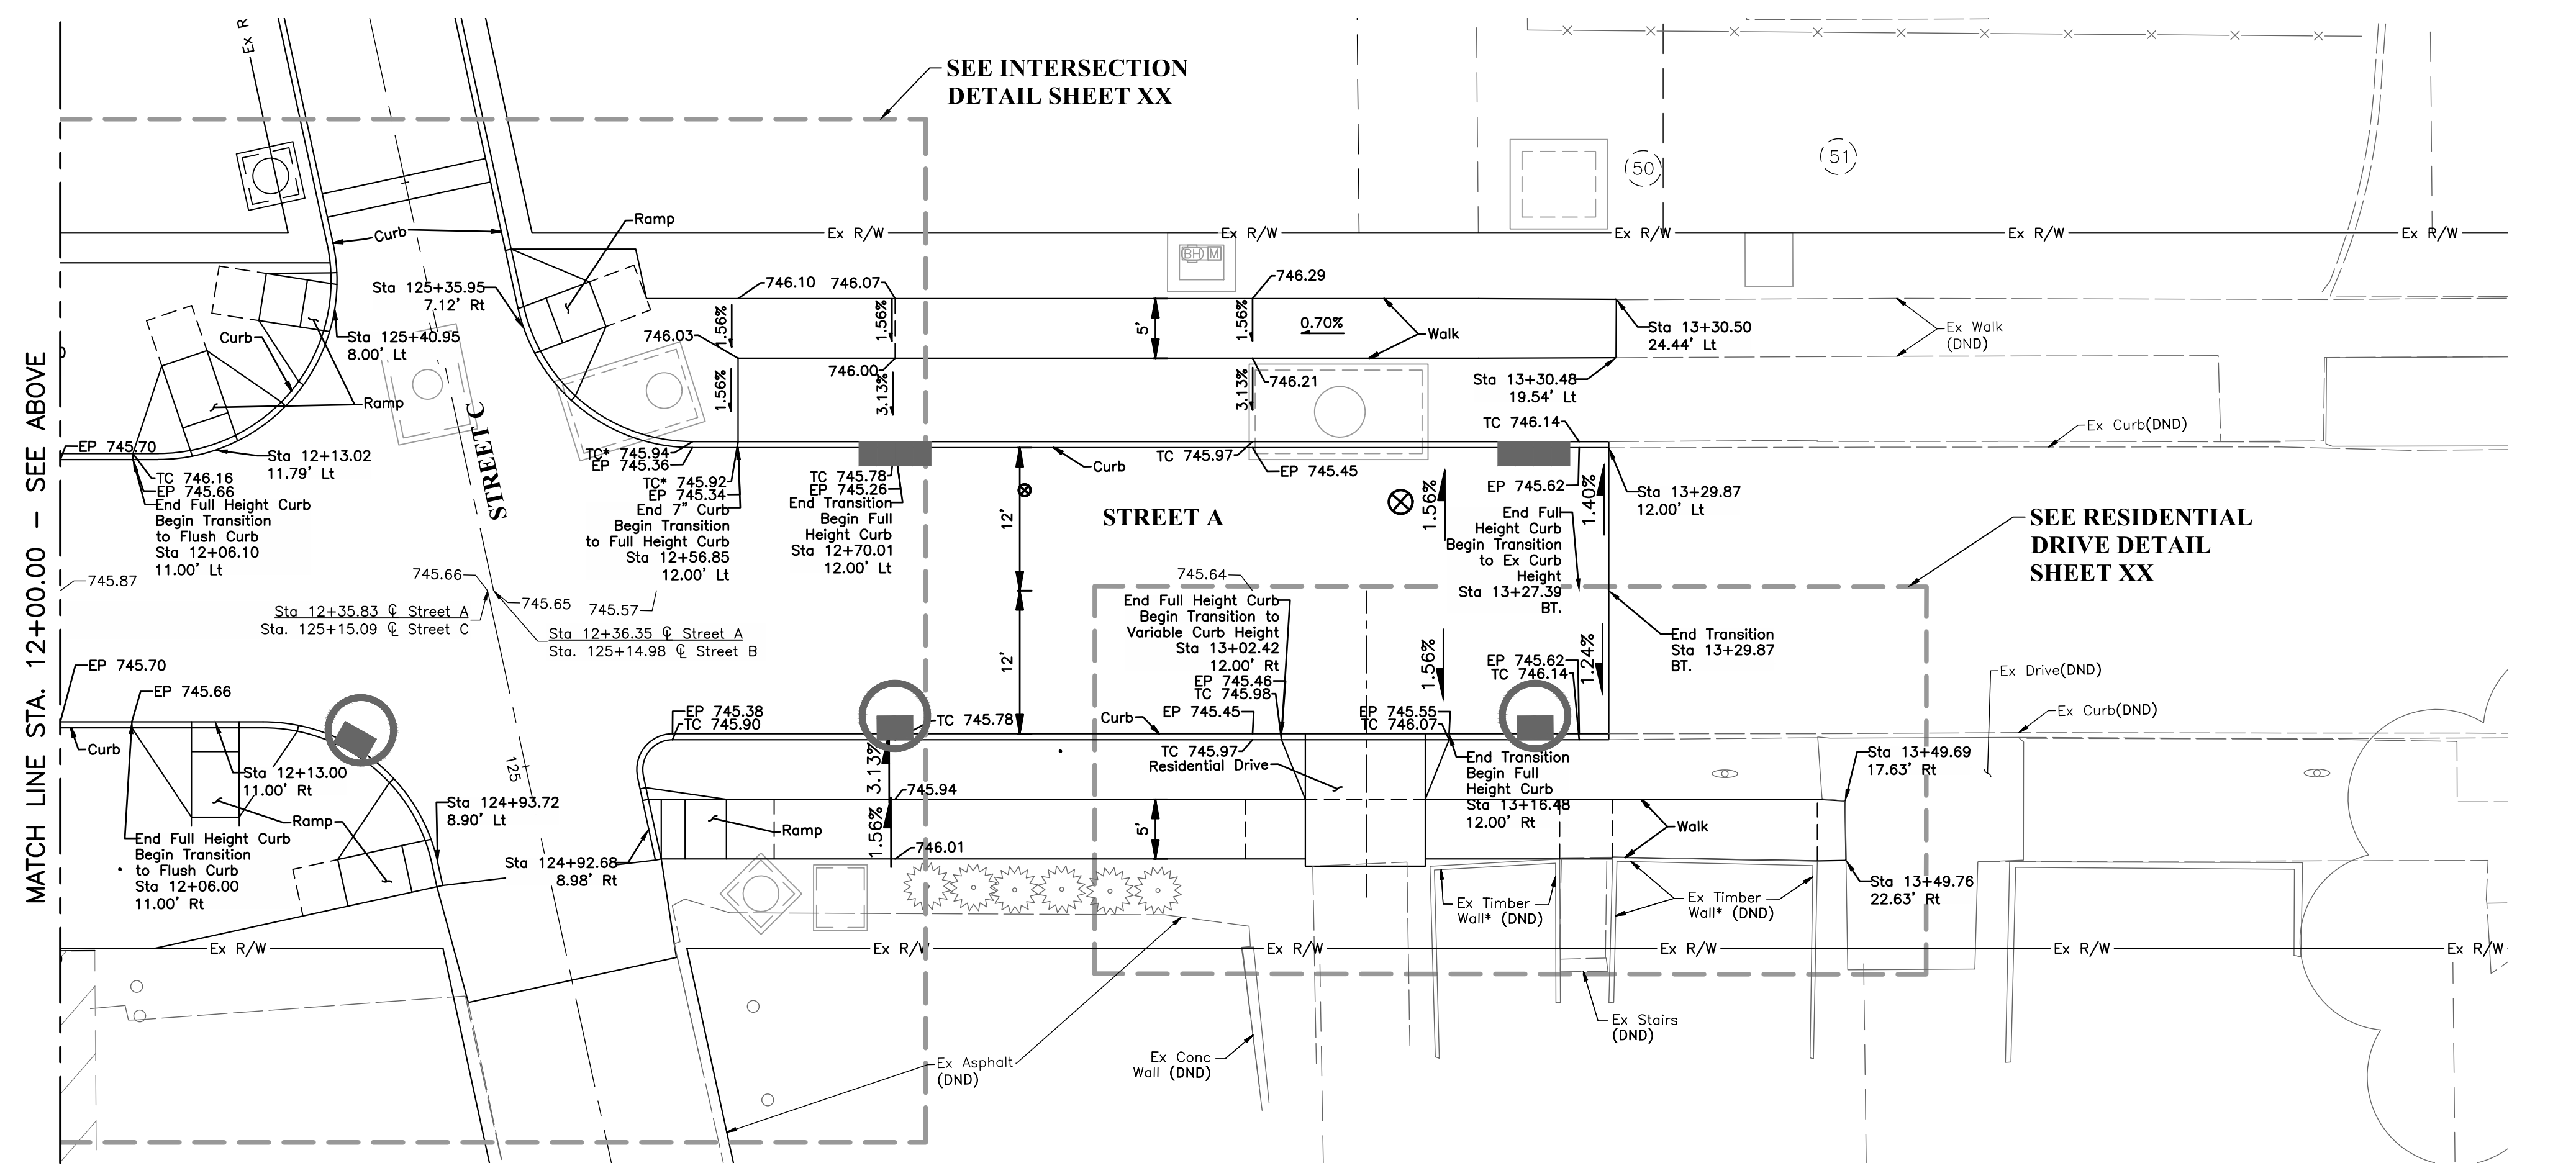 Ex R
SEE INTERSECTION
DETAIL SHEET XX
50
51
Ramp
Curb
Ex R/W
Ex R/W
Ex R/W
Ex R/W
Ex R/W
BH
M
Sta 125+35.95
7.12' Rt
746.10
746.07
746.29
1.56%
1.56%
1.56%
0.70%
5'
Walk
Sta 13+30.50
24.44' Lt
Ex Walk
(DND)
Curb
Sta 125+40.95
8.00' Lt
746.03
746.00
746.21
1.56%
3.13%
3.13%
Sta 13+30.48
19.54' Lt
Ramp
STREET C
TC 746.14
Ex Curb(DND)
EP 745.70
Sta 12+13.02
11.79' Lt
TC* 745.94
EP 745.36
TC 745.97
EP 745.45
Curb
TC 746.16
EP 745.66
End Full Height Curb
Begin Transition
to Flush Curb
Sta 12+06.10
11.00' Lt
TC* 745.92
EP 745.34
End 7" Curb
Begin Transition
to Full Height Curb
Sta 12+56.85
12.00' Lt
TC 745.78
EP 745.26
End Transition
Begin Full
Height Curb
Sta 12+70.01
12.00' Lt
12'
STREET A
1.56%
EP 745.62
1.40%
Sta 13+29.87
12.00' Lt
End Full
Height Curb
Begin Transition
to Ex Curb
Height
Sta 13+27.39
BT.
SEE RESIDENTIAL
DRIVE DETAIL
SHEET XX
MATCH LINE STA. 12+00.00 - SEE ABOVE
745.87
745.66
745.65
745.57
745.64
Sta 12+35.83 ℄ Street A
Sta. 125+15.09 ℄ Street C
Sta 12+36.35 ℄ Street A
Sta. 125+14.98 ℄ Street B
12'
End Full Height Curb
Begin Transition to
Variable Curb Height
Sta 13+02.42
12.00' Rt
EP 745.46
TC 745.98
1.56%
EP 745.62
TC 746.14
1.24%
End Transition
Sta 13+29.87
BT.
Ex Drive(DND)
EP 745.70
EP 745.66
EP 745.38
TC 745.90
TC 745.78
Curb
EP 745.45
EP 745.55
TC 746.07
Ex Curb(DND)
Curb
TC 745.97
Residential Drive
End Transition
Begin Full
Height Curb
Sta 13+16.48
12.00' Rt
Sta 13+49.69
17.63' Rt
Sta 12+13.00
11.00' Rt
125
3.13%
745.94
Sta 124+93.72
8.90' Lt
Ramp
Ramp
1.56%
5'
Walk
End Full Height Curb
Begin Transition
to Flush Curb
Sta 12+06.00
11.00' Rt
Sta 124+92.68
8.98' Rt
746.01
Sta 13+49.76
22.63' Rt
Ex Timber
Wall* (DND)
Ex Timber
Wall* (DND)
Ex R/W
Ex R/W
Ex R/W
Ex R/W
Ex R/W
Ex R/W
Ex Stairs
(DND)
Ex Asphalt
(DND)
Ex Conc
Wall (DND)